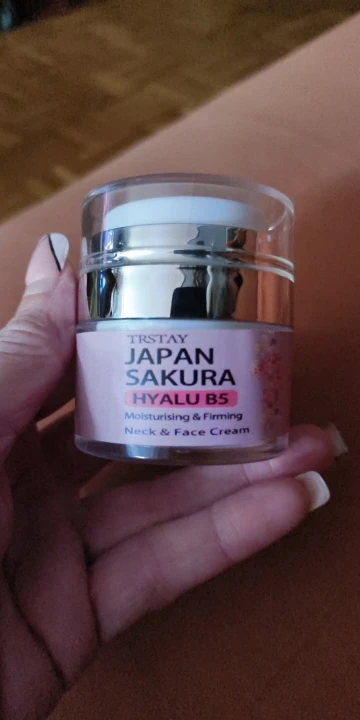 TRSTAY
JAPAN
SAKURA
HYALU B5
Moisturising & Firming
Neck & Face Cream